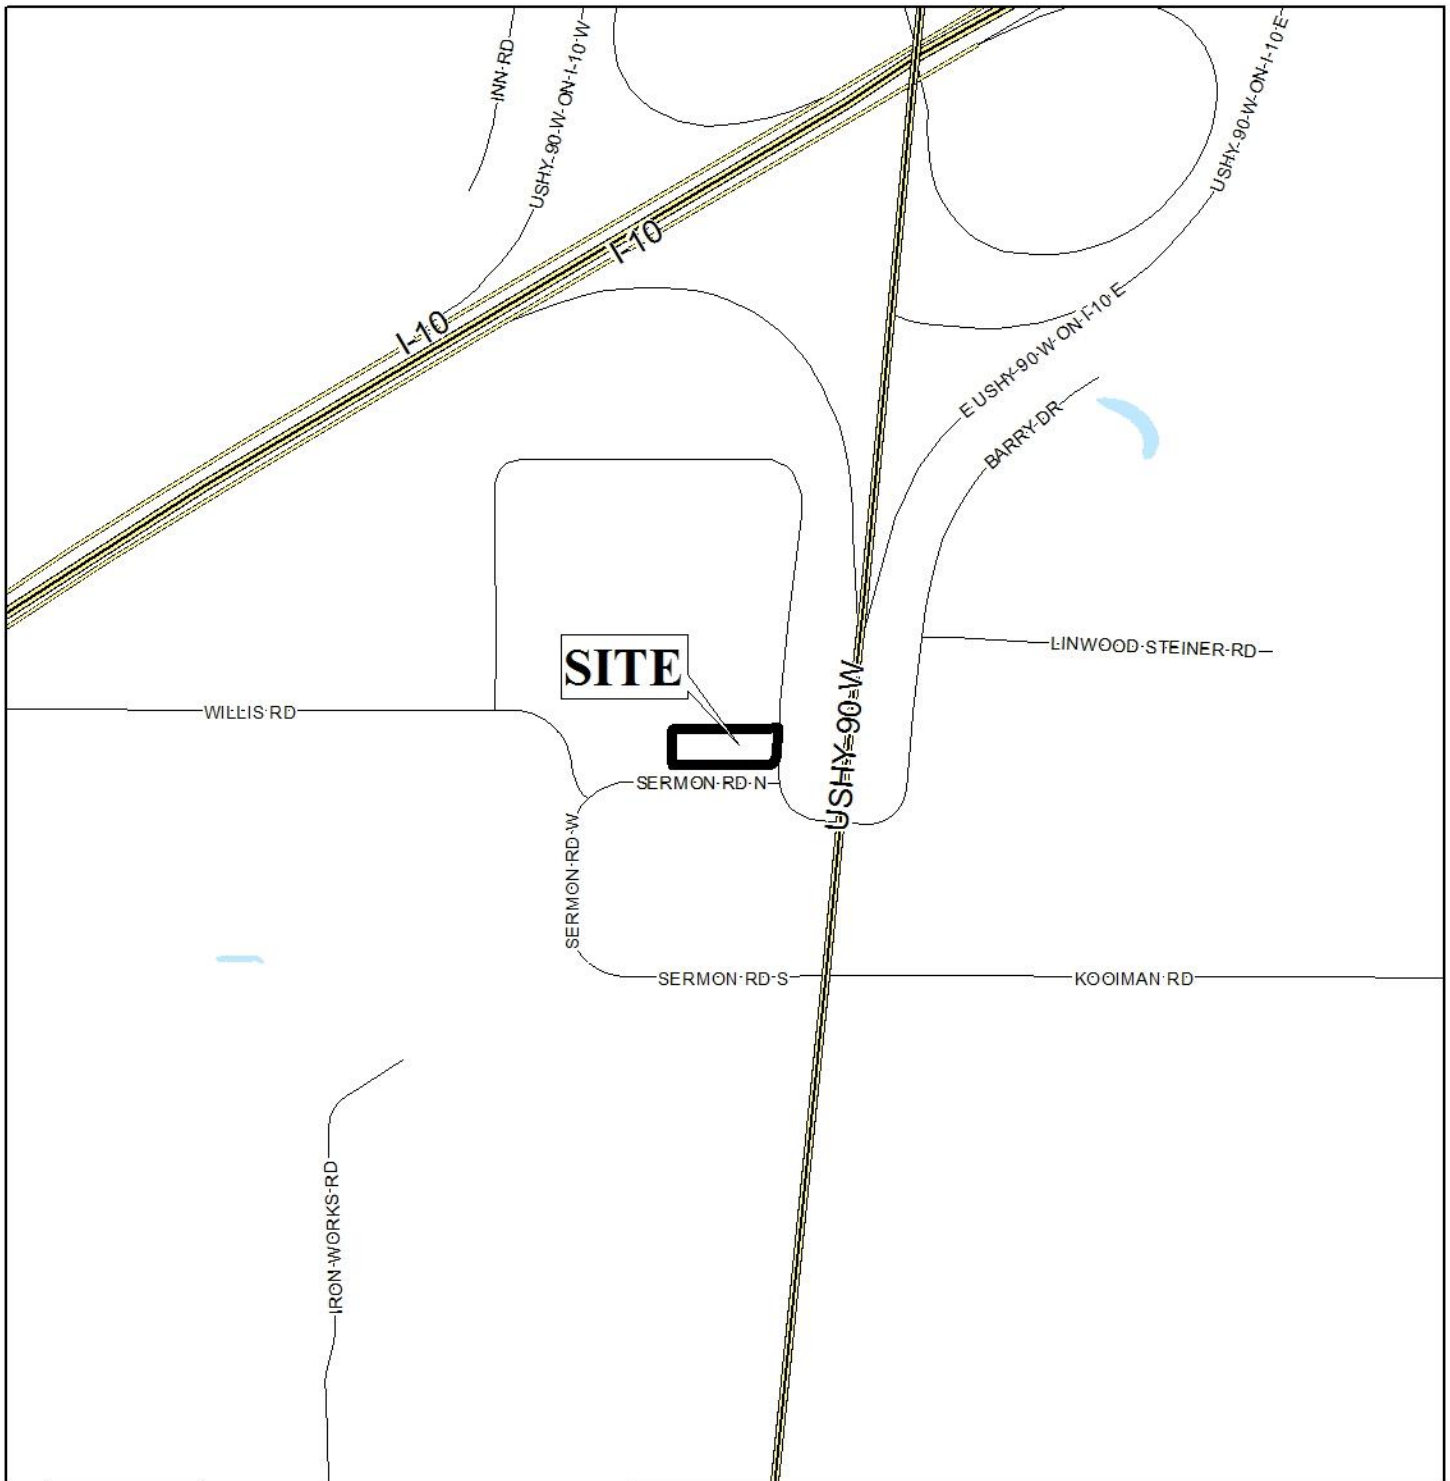 INN RD
USHY-90-W-ON-I-10-W
USHY-90-W-ON-I-10-E
I-10
I-10
E USHY-90-W-ON-I-10 E
BARRY-DR
LINWOOD-STEINER-RD
SITE
USHY-90-W
WILLIS RD
SERMON-RD-N
SERMON-RD-W
SERMON-RD-S
KOOIMAN RD
IRON-WORKS-RD